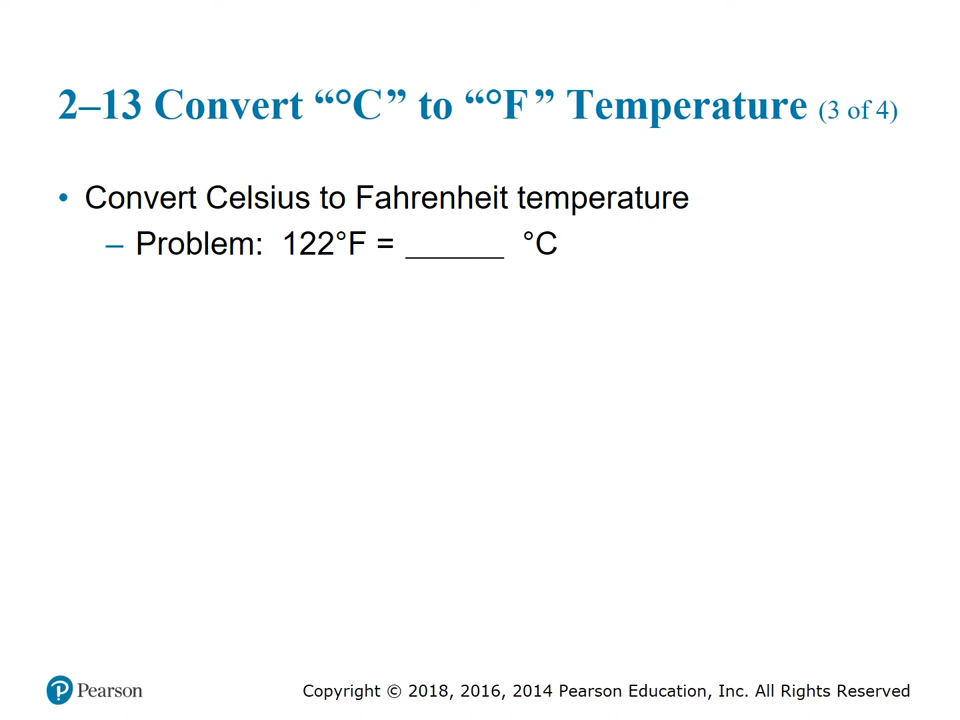 2–13 Convert “°C” to “°F” Temperature (3 of 4)
• Convert Celsius to Fahrenheit temperature
– Problem: 122°F = ______ °C
Pearson
Copyright © 2018, 2016, 2014 Pearson Education, Inc. All Rights Reserved